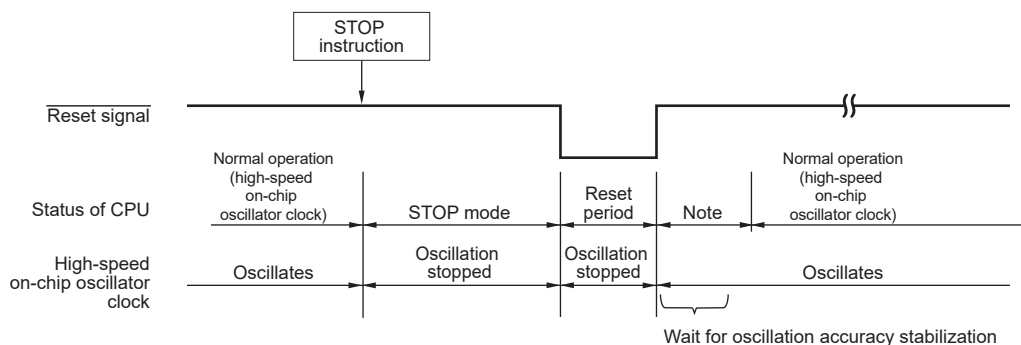 STOP
instruction
Reset signal
Normal operation
(high-speed
on-chip
oscillator clock)
Normal operation
(high-speed
on-chip
oscillator clock)
Status of CPU
STOP mode
Reset
period
Note
High-speed
on-chip oscillator
clock
Oscillates
Oscillation
stopped
Oscillation
stopped
Oscillates
Wait for oscillation accuracy stabilization